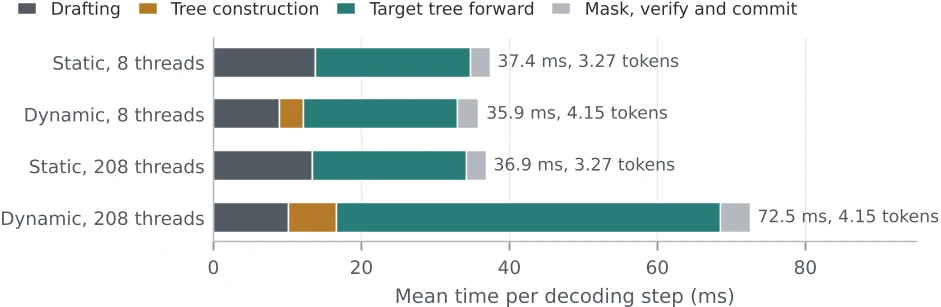 Drafting Tree construction Target tree forward Mask, verify and commit
Static, 8 threads 37.4 ms, 3.27 tokens
Dynamic, 8 threads 35.9 ms, 4.15 tokens
Static, 208 threads 36.9 ms, 3.27 tokens
Dynamic, 208 threads 72.5 ms, 4.15 tokens
0 20 40 60 80
Mean time per decoding step (ms)